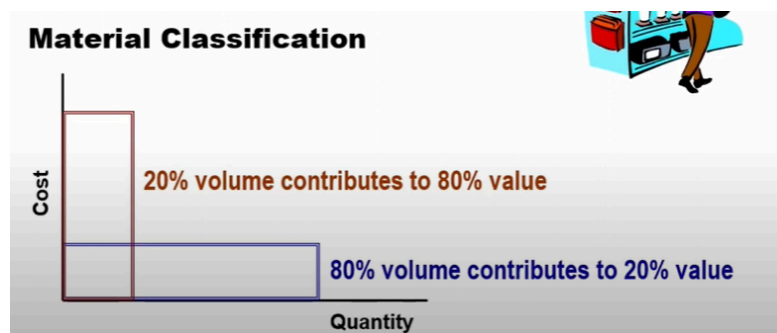 Material Classification
Cost
20% volume contributes to 80% value
80% volume contributes to 20% value
Quantity